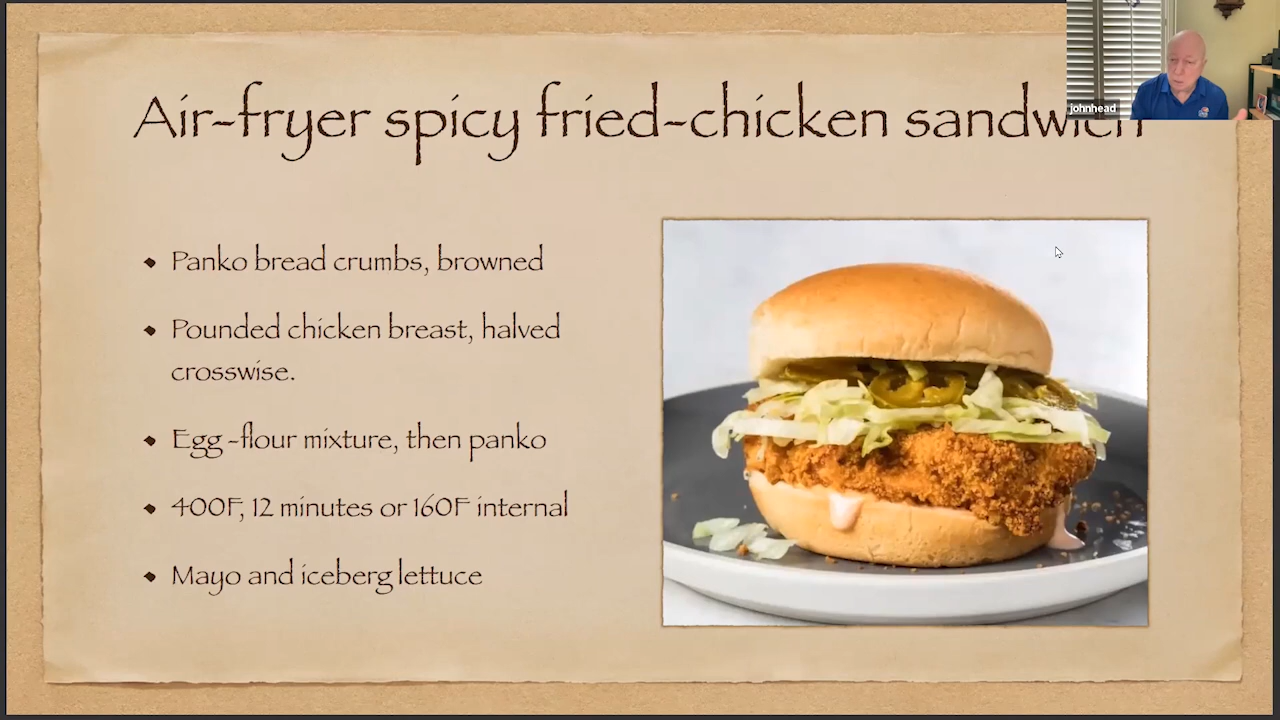 johnhead
Air-fryer spicy fried-chicken sandwich
Panko bread crumbs, browned
Pounded chicken breast, halved
crosswise.
Egg -flour mixture, then panko
400F, 12 minutes or 160F internal
Mayo and iceberg lettuce